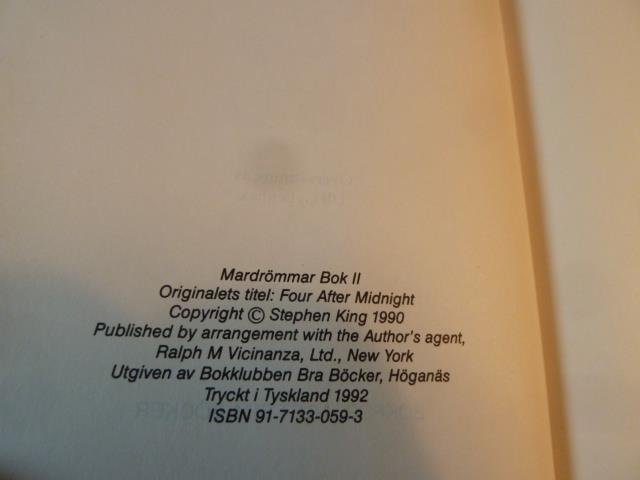 Mardrömmar Bok II
Originalets titel: Four After Midnight
Copyright © Stephen King 1990
Published by arrangement with the Author's agent,
Ralph M Vicinanza, Ltd., New York
Utgiven av Bokklubben Bra Böcker, Höganäs
Tryckt i Tyskland 1992
ISBN 91-7133-059-3